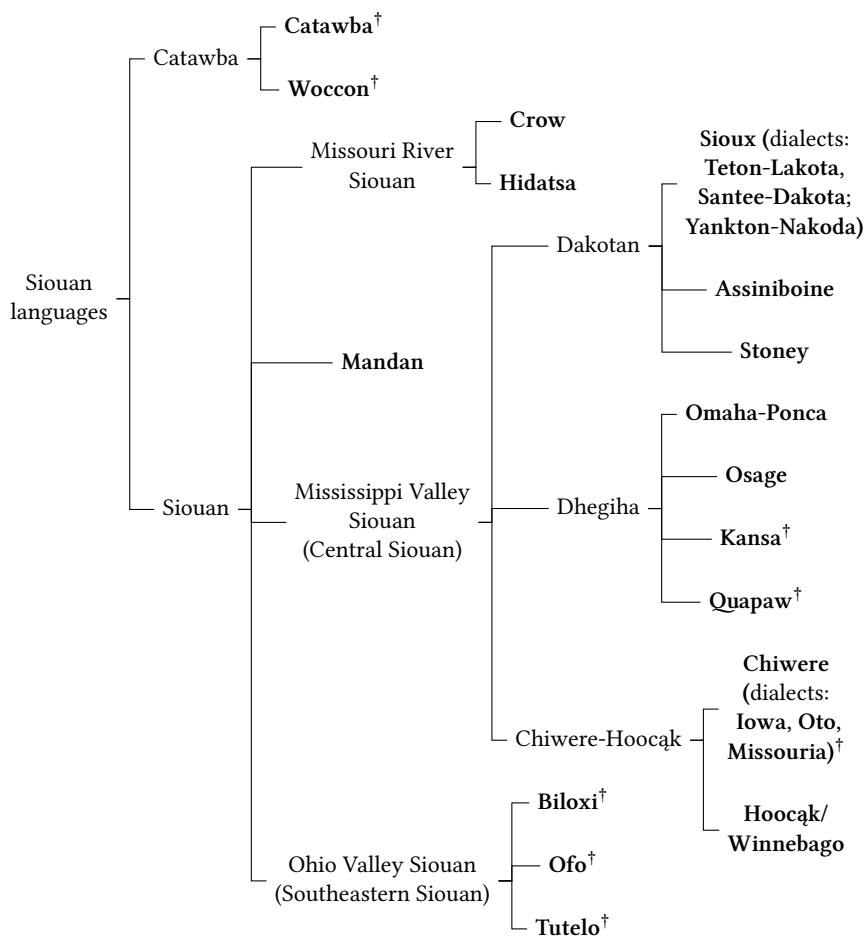 Catawba†
Catawba
Woccon†
Crow
Missouri River
Siouan
Hidatsa
Sioux (dialects:
Teton-Lakota,
Santee-Dakota;
Yankton-Nakoda)
Dakotan
Assiniboine
Stoney
Siouan
languages
Mandan
Omaha-Ponca
Osage
Mississippi Valley
Siouan
(Central Siouan)
Siouan
Dhegiha
Kansa†
Quapaw†
Chiwere
(dialects:
Iowa, Oto,
Missouria)†
Chiwere-Hoocąk
Hoocąk/
Winnebago
Biloxi†
Ohio Valley Siouan
(Southeastern Siouan)
Ofo†
Tutelo†